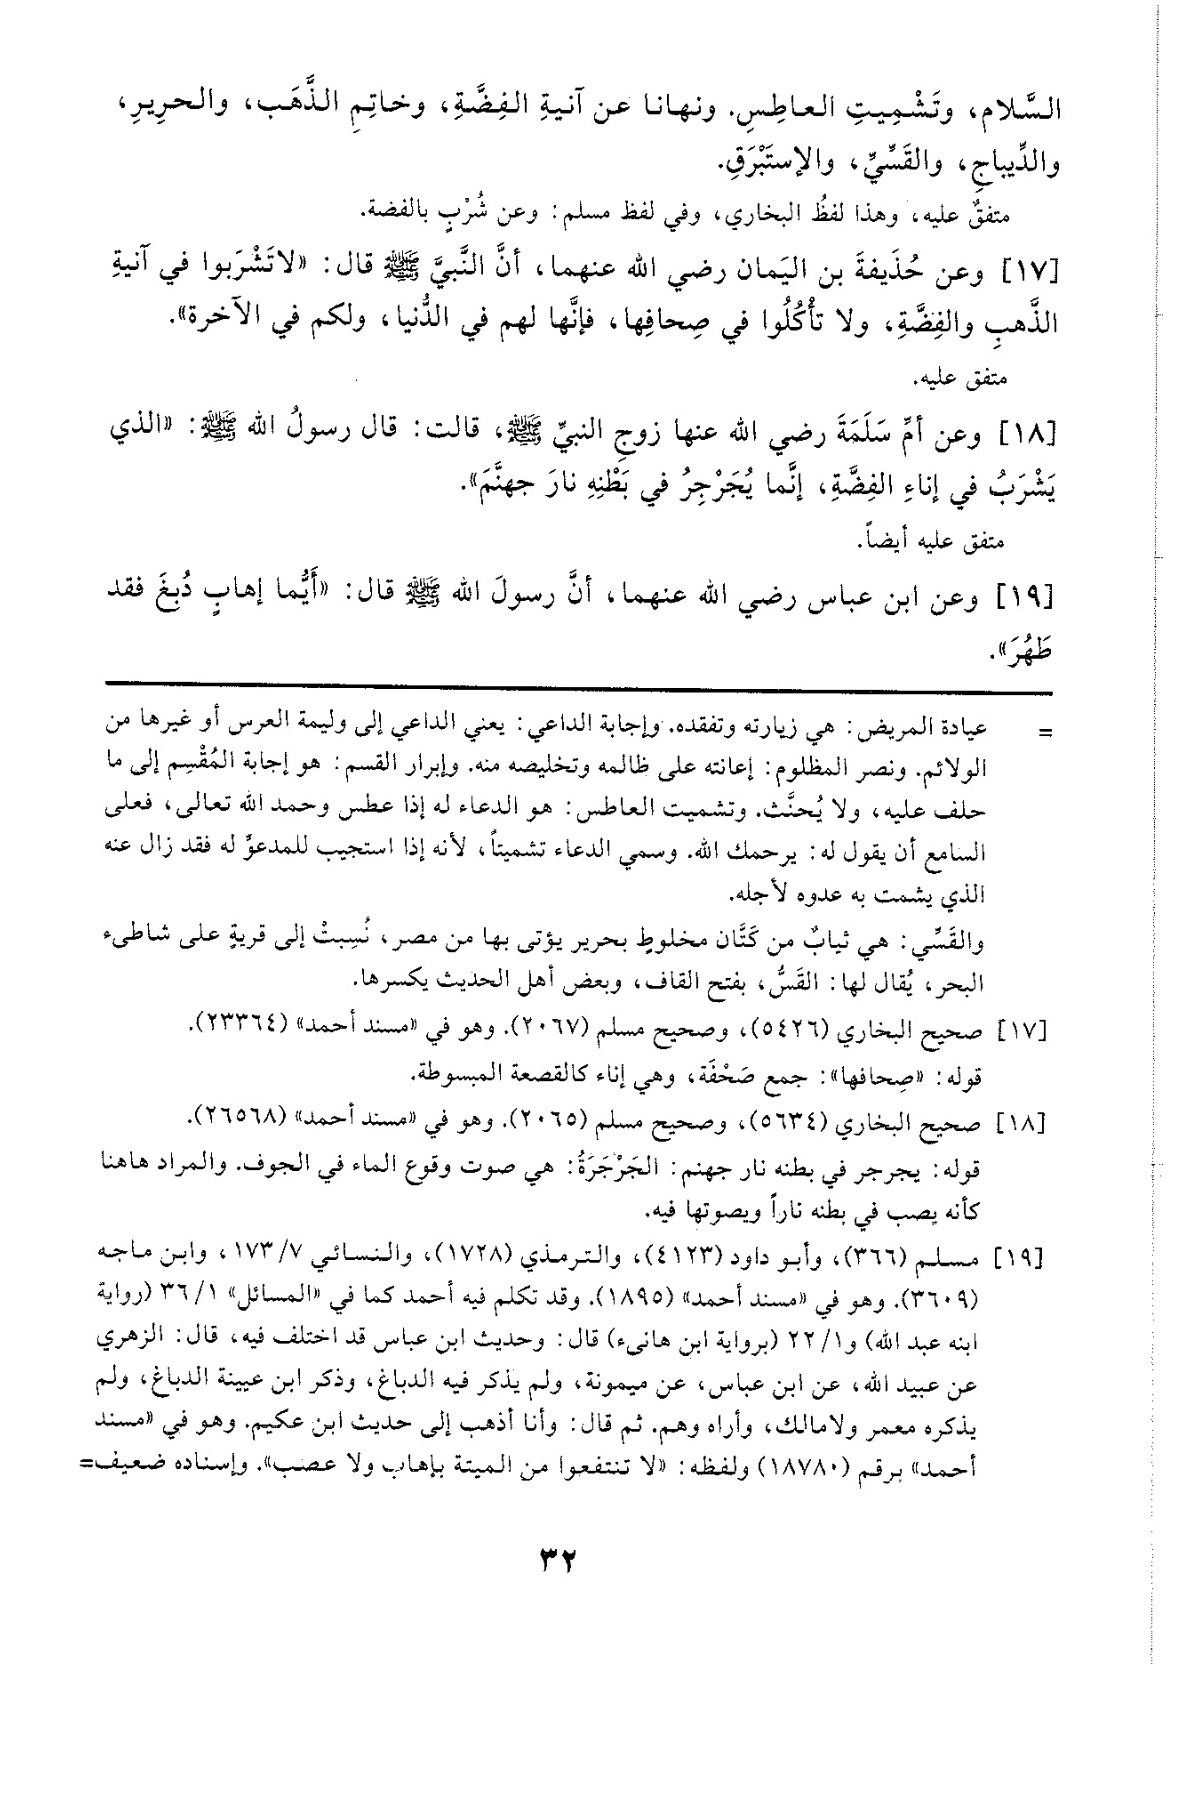 السَّلام، وتَشْمِيتِ العاطِسِ. ونهانا عن آنيةِ الفِضَّةِ، وخاتِمِ الذَّهَب، والحرِيرِ،
والدِّيباجِ، والقَسِّيِّ، والإستَبْرَقِ.
متفقٌ عليه، وهذا لفظُ البخاري، وفي لفظ مسلم: وعن شُرْبٍ بالفضة.
[١٧] وعن حُذَيفةَ بن اليَمان رضي الله عنهما، أنَّ النَّبيَّ ﷺ قال: «لاتَشْرَبوا في آنيةِ
الذَّهبِ والفِضَّةِ، ولا تأْكُلُوا في صِحافِها، فإنَّها لهم في الدُّنيا، ولكم في الآخرة».
متفق عليه.
[١٨] وعن أمِّ سَلَمَةَ رضي الله عنها زوجِ النبيِّ ﷺ، قالت: قال رسولُ الله ﷺ: «الذي
يَشْرَبُ في إناءِ الفِضَّةِ، إنَّما يُجَرْجِرُ في بَطْنِهِ نارَ جهنَّمَ».
متفق عليه أيضاً.
[١٩] وعن ابن عباس رضي الله عنهما، أنَّ رسولَ الله ﷺ قال: «أَيُّما إهابٍ دُبِغَ فقد
طَهُرَ».
= عيادة المريض: هي زيارته وتفقده. وإجابة الداعي: يعني الداعي إلى وليمة العرس أو غيرها من
الولائم. ونصر المظلوم: إعانته على ظالمه وتخليصه منه. وإبرار القسم: هو إجابة المُقْسِم إلى ما
حلف عليه، ولا يُحنَّث. وتشميت العاطس: هو الدعاء له إذا عطس وحمد الله تعالى، فعلى
السامع أن يقول له: يرحمك الله. وسمي الدعاء تشميتاً، لأنه إذا استجيب للمدعوِّ له فقد زال عنه
الذي يشمت به عدوه لأجله.
والقَسِّي: هي ثيابٌ من كَتَّان مخلوطٍ بحرير يؤتى بها من مصر، نُسِبتْ إلى قريةٍ على شاطىء
البحر، يُقال لها: القَسُّ، بفتح القاف، وبعض أهل الحديث يكسرها.
[١٧] صحيح البخاري (٥٤٢٦)، وصحيح مسلم (٢٠٦٧). وهو في «مسند أحمد» (٢٣٣٦٤).
قوله: «صِحافها»: جمع صَحْفَة، وهي إناء كالقصعة المبسوطة.
[١٨] صحيح البخاري (٥٦٣٤)، وصحيح مسلم (٢٠٦٥). وهو في «مسند أحمد» (٢٦٥٦٨).
قوله: يجرجر في بطنه نار جهنم: الجَرْجَرَةُ: هي صوت وقوع الماء في الجوف. والمراد هاهنا
كأنه يصب في بطنه ناراً ويصوتها فيه.
[١٩] مسلم (٣٦٦)، وأبو داود (٤١٢٣)، والترمذي (١٧٢٨)، والنسائي ١٧٣/٧، وابن ماجه
(٣٦٠٩). وهو في «مسند أحمد» (١٨٩٥). وقد تكلم فيه أحمد كما في «المسائل» ٣٦/١ (رواية
ابنه عبد الله) و٢٢/١ (برواية ابن هانىء) قال: وحديث ابن عباس قد اختلف فيه، قال: الزهري
عن عبيد الله، عن ابن عباس، عن ميمونة، ولم يذكر فيه الدباغ، وذكر ابن عيينة الدباغ، ولم
يذكره معمر ولامالك، وأراه وهم. ثم قال: وأنا أذهب إلى حديث ابن عكيم. وهو في «مسند
أحمد» برقم (١٨٧٨٠) ولفظه: «لا تنتفعوا من الميتة بإهاب ولا عصب». وإسناده ضعيف=
٣٢